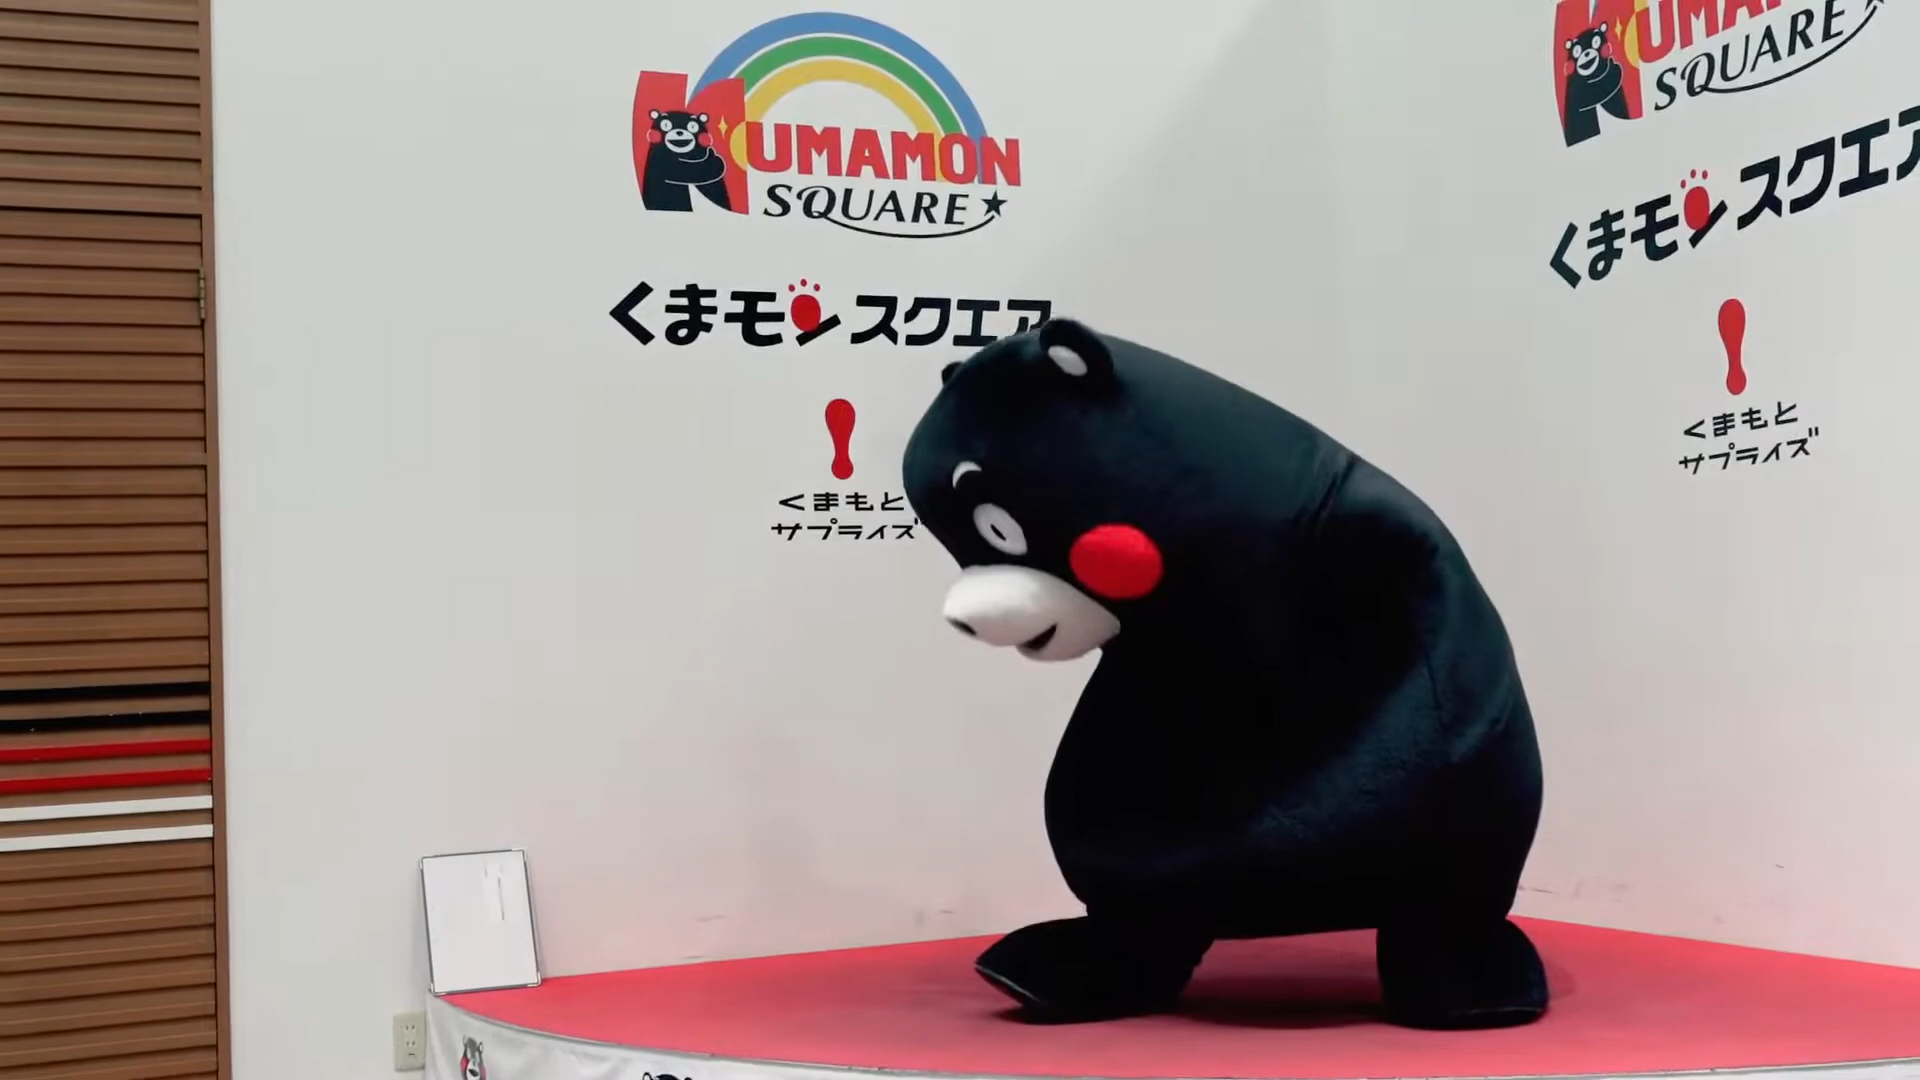 KUMAMON
SQUARE
くまモンスクエア
くまもと
サプライズ
KUMAM
SQUARE
くまモンスクエア
くまもと
サプライズ